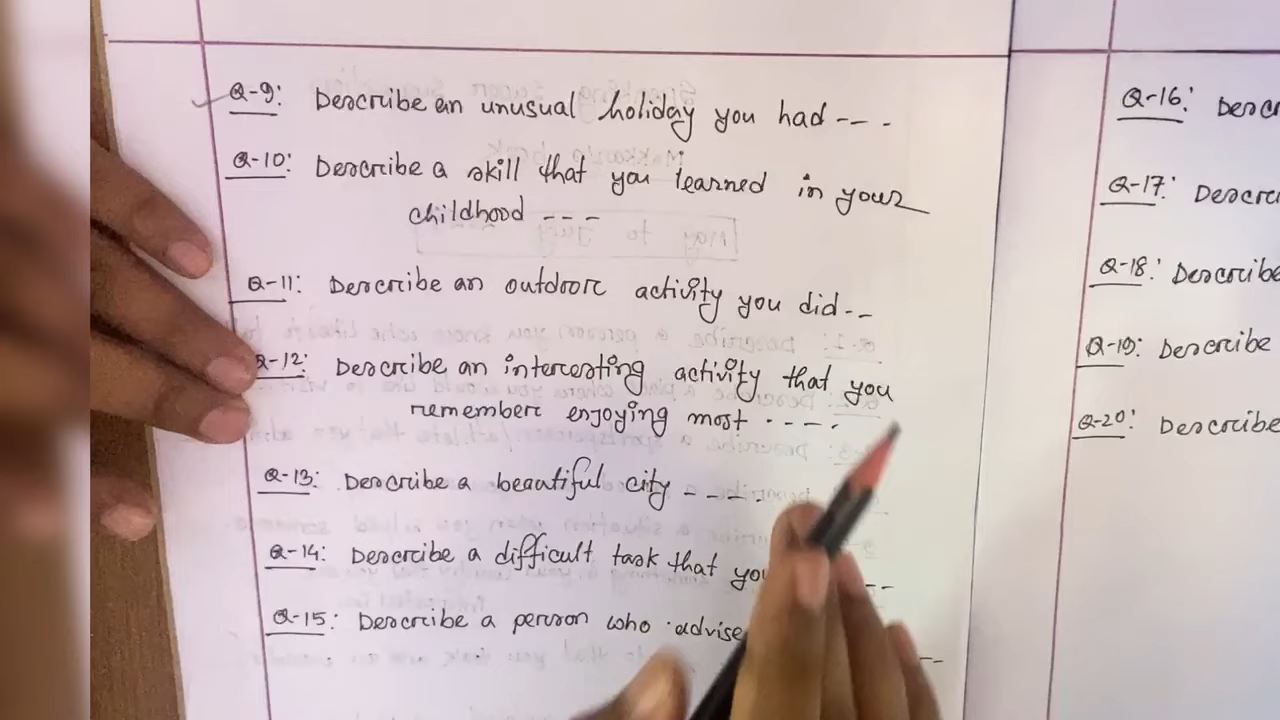 Q-9: Describe an unusual holiday you had ---.
Q-10: Describe a skill that you learned in your
childhood ---
Q-11: Describe an outdoor activity you did--
Q-12: Describe an interesting activity that you
remember enjoying most ----.
Q-13: Describe a beautiful city ----.
Q-14: Describe a difficult task that you --
Q-15: Describe a person who advise --
Q-16:
Q-17:
Q-18: Describe
Q-19: Describe
Q-20: Describe